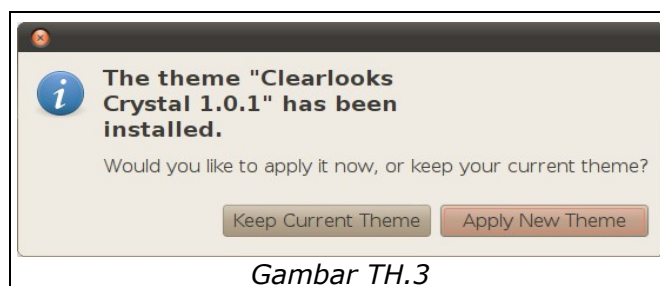 The theme "Clearlooks
Crystal 1.0.1" has been
installed.
Would you like to apply it now, or keep your current theme?
Keep Current Theme
Apply New Theme
Gambar TH.3